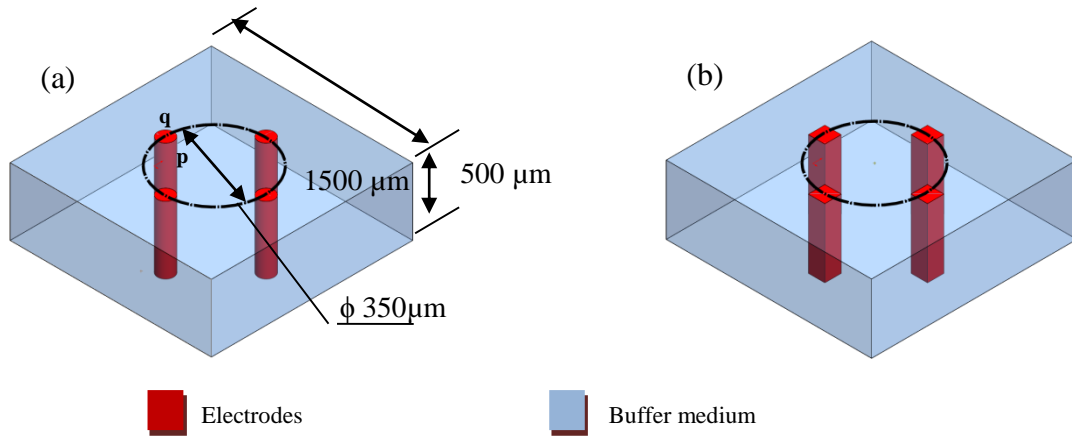 (a)
(b)
q
p
1500 μm
500 μm
ϕ 350μm
Electrodes
Buffer medium